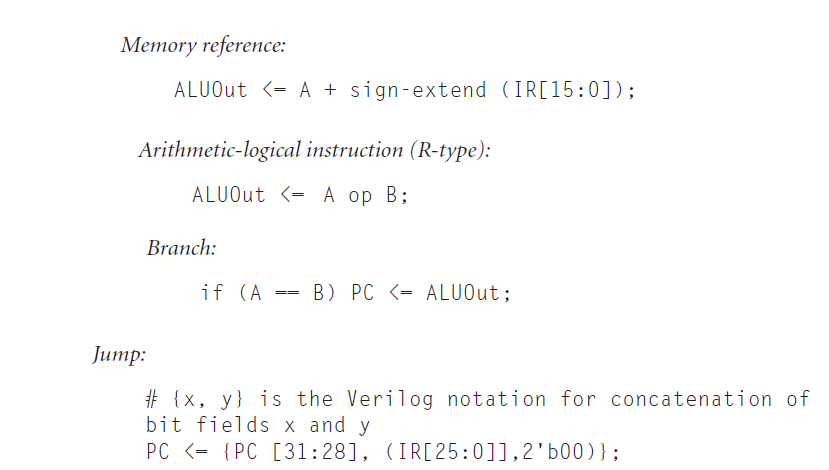 Memory reference:
ALUOut <= A + sign-extend (IR[15:0]);
Arithmetic-logical instruction (R-type):
ALUOut <= A op B;
Branch:
if (A == B) PC <= ALUOut;
Jump:
# {x, y} is the Verilog notation for concatenation of
bit fields x and y
PC <= {PC [31:28], (IR[25:0]],2'b00)};